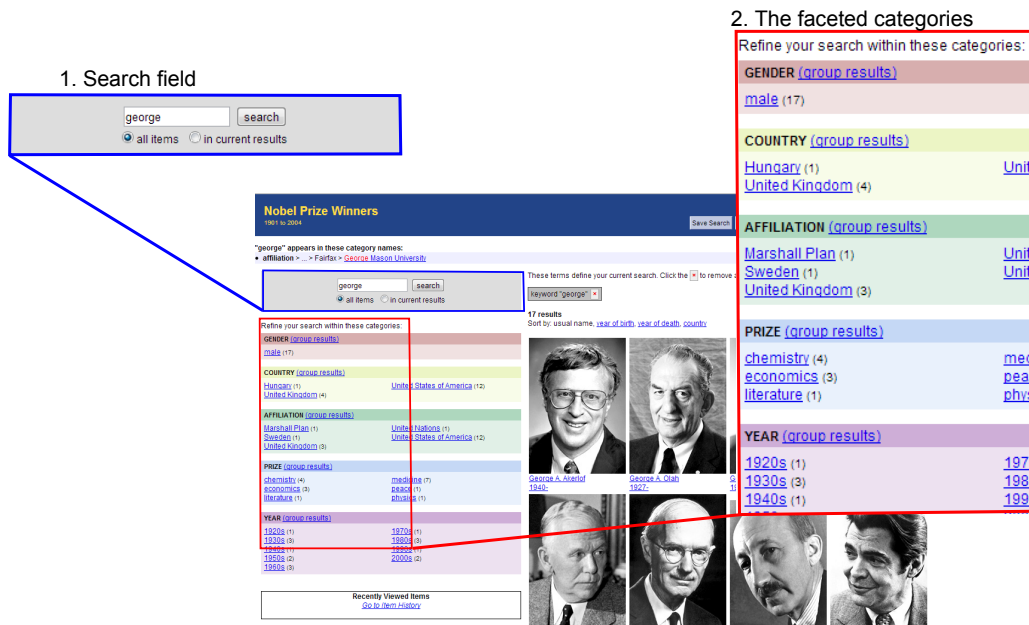 2. The faceted categories
Refine your search within these categories:
GENDER (group results)
male (17)
COUNTRY (group results)
Hungary (1)
United Kingdom (4)
AFFILIATION (group results)
Marshall Plan (1)
Sweden (1)
United Kingdom (3)
PRIZE (group results)
chemistry (4)
economics (3)
literature (1)
YEAR (group results)
1920s (1)
1930s (3)
1940s (1)
1. Search field
george search
all items in current results
Nobel Prize Winners
1901 to 2004
Save Search
"george" appears in these category names:
affiliation > ... > Fairfax > George Mason University
george search
all items in current results
These terms define your current search. Click the × to remove
keyword "george" ×
17 results
Sort by: usual name, year of birth, year of death, country
Refine your search within these categories:
GENDER (group results)
male (17)
COUNTRY (group results)
Hungary (1) United States of America (12)
United Kingdom (4)
AFFILIATION (group results)
Marshall Plan (1) United Nations (1)
Sweden (1) United States of America (12)
United Kingdom (3)
PRIZE (group results)
chemistry (4) medicine (7)
economics (3) peace (1)
literature (1) physics (1)
YEAR (group results)
1920s (1) 1970s (1)
1930s (3) 1980s (3)
1950s (2) 2000s (2)
1960s (3)
George A. Akerlof
1940-
George A. Olah
1927-
Recently Viewed Items
Go to Item History